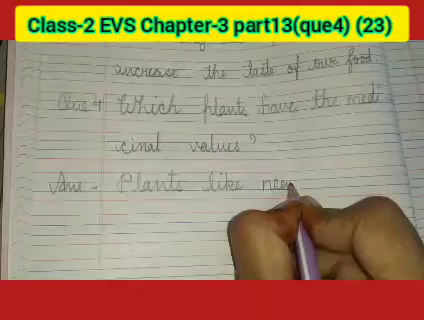 Class-2 EVS Chapter-3 part13(que4) (23)
increase the taste of our food.
Que 4 Which plants have the medi
cinal values?
Ans - Plants like nee